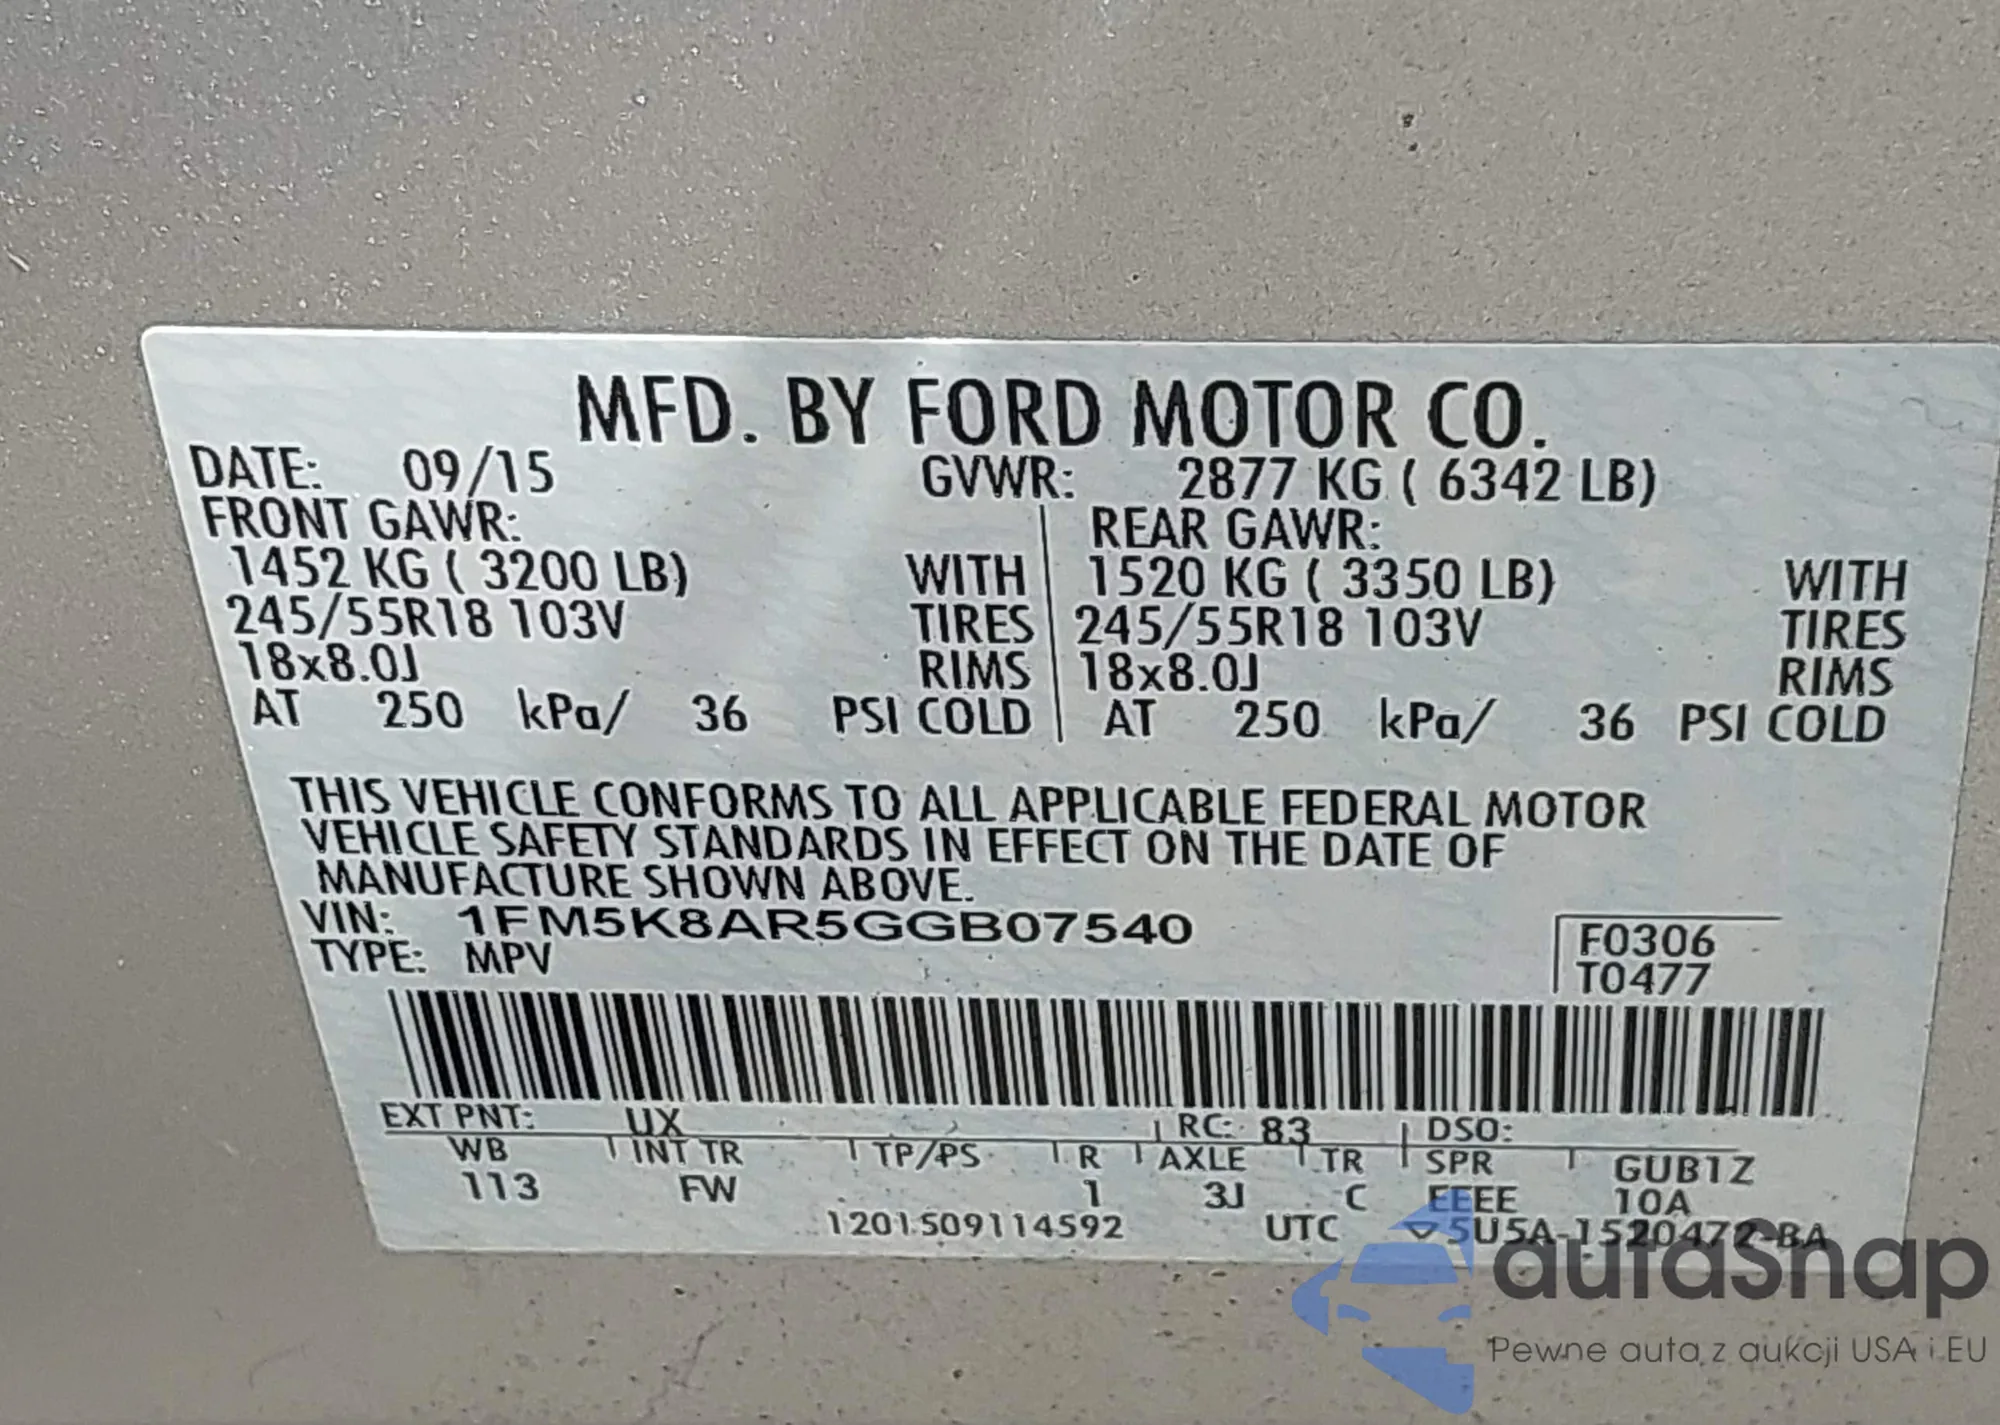 MFD. BY FORD MOTOR CO.
DATE: 09/15 GVWR: 2877 KG ( 6342 LB)
FRONT GAWR: REAR GAWR:
1452 KG ( 3200 LB) WITH 1520 KG ( 3350 LB) WITH
245/55R18 103V TIRES 245/55R18 103V TIRES
18x8.0J RIMS 18x8.0J RIMS
AT 250 kPa/ 36 PSI COLD AT 250 kPa/ 36 PSI COLD
THIS VEHICLE CONFORMS TO ALL APPLICABLE FEDERAL MOTOR
VEHICLE SAFETY STANDARDS IN EFFECT ON THE DATE OF
MANUFACTURE SHOWN ABOVE.
VIN: 1FM5K8AR5GGB07540
F0306
TYPE: MPV
T0477
EXT PNT: UX RC: 83 DSO:
WB INT TR TP/PS R AXLE TR SPR GUB1Z
113 FW 1 3J C EEEE 10A
1201509114592 UTC ▽5U5A-1520472-BA
autaSnap
Pewne auta z aukcji USA i EU